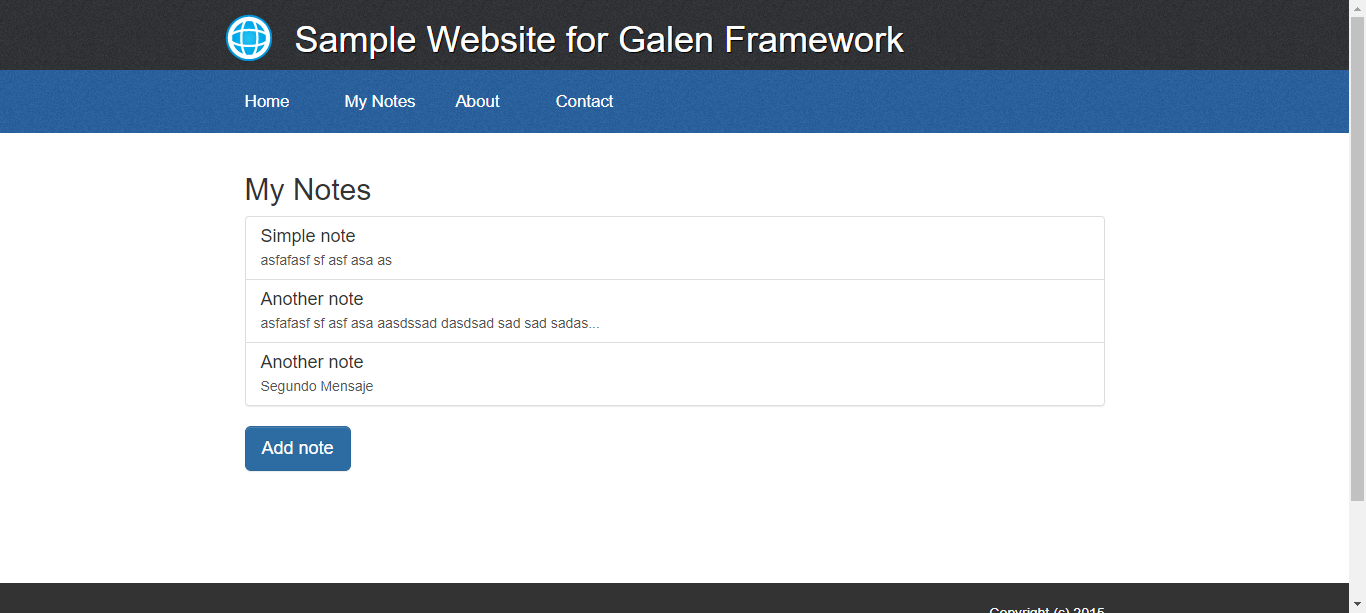 Sample Website for Galen Framework
Home My Notes About Contact
My Notes
Simple note
asfafasf sf asf asa as
Another note
asfafasf sf asf asa aasdssad dasdsad sad sad sadas...
Another note
Segundo Mensaje
Add note
Copyright (c) 2015